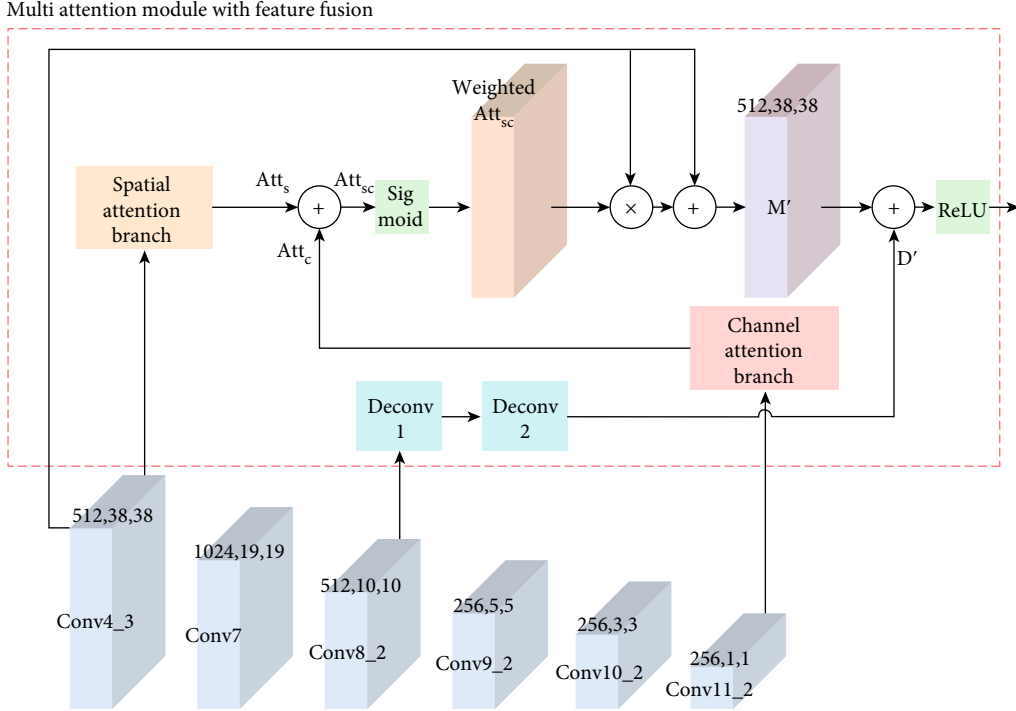 Multi attention module with feature fusion
Weighted
Att_sc
512,38,38
Spatial
attention
branch
Att_s
+
Att_sc
Sig
moid
×
+
M′
+
ReLU
Att_c
D′
Channel
attention
branch
Deconv
1
Deconv
2
512,38,38
Conv4_3
1024,19,19
Conv7
512,10,10
Conv8_2
256,5,5
Conv9_2
256,3,3
Conv10_2
256,1,1
Conv11_2